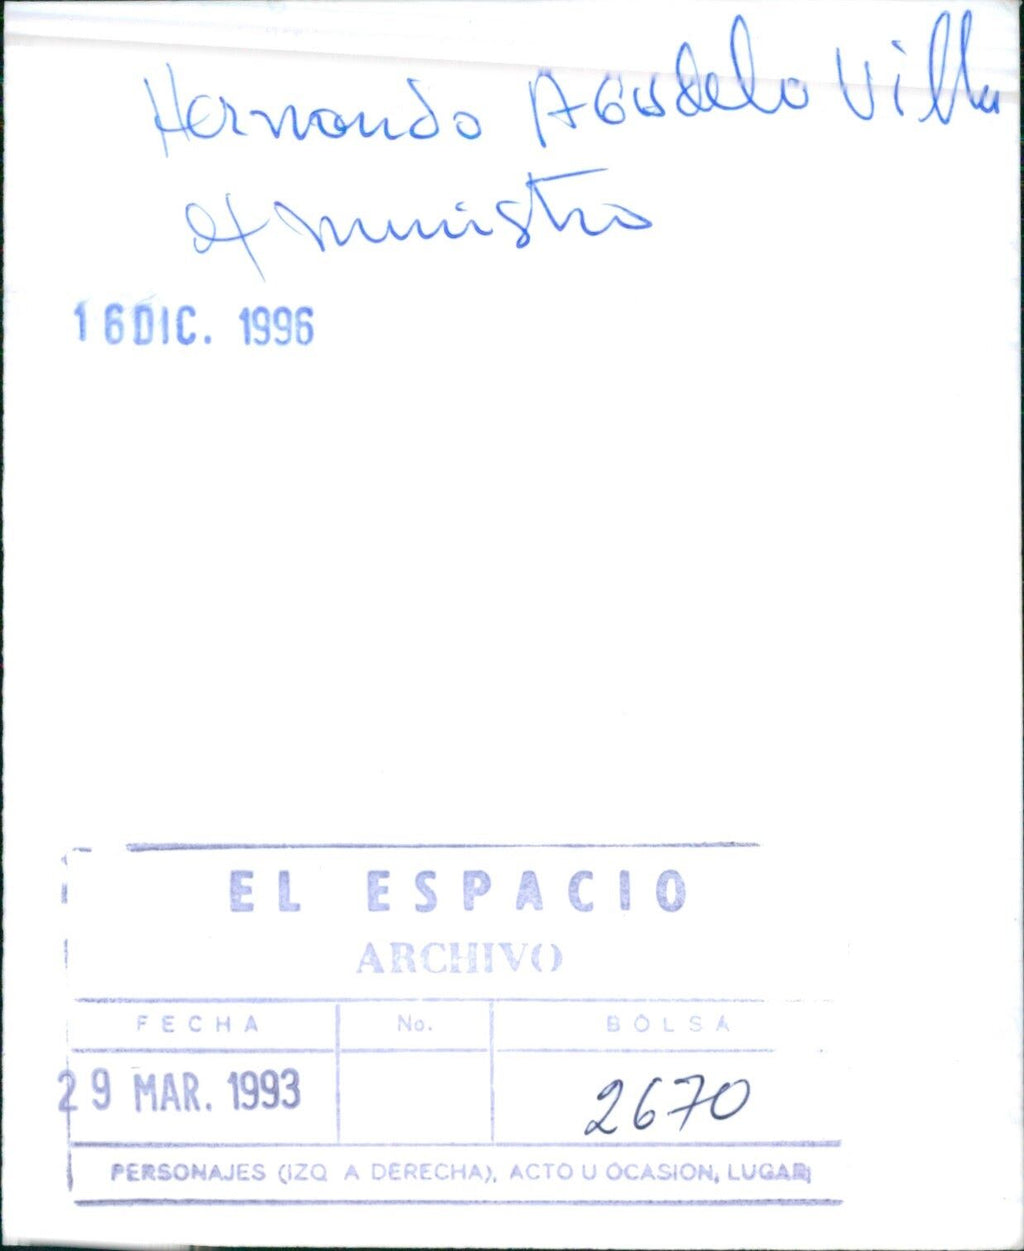 Hernando Agudelo Villa
ex ministro
16 DIC. 1996
EL ESPACIO
ARCHIVO
FECHA No. BOLSA
29 MAR. 1993 2670
PERSONAJES (IZQ A DERECHA), ACTO U OCASION, LUGAR,